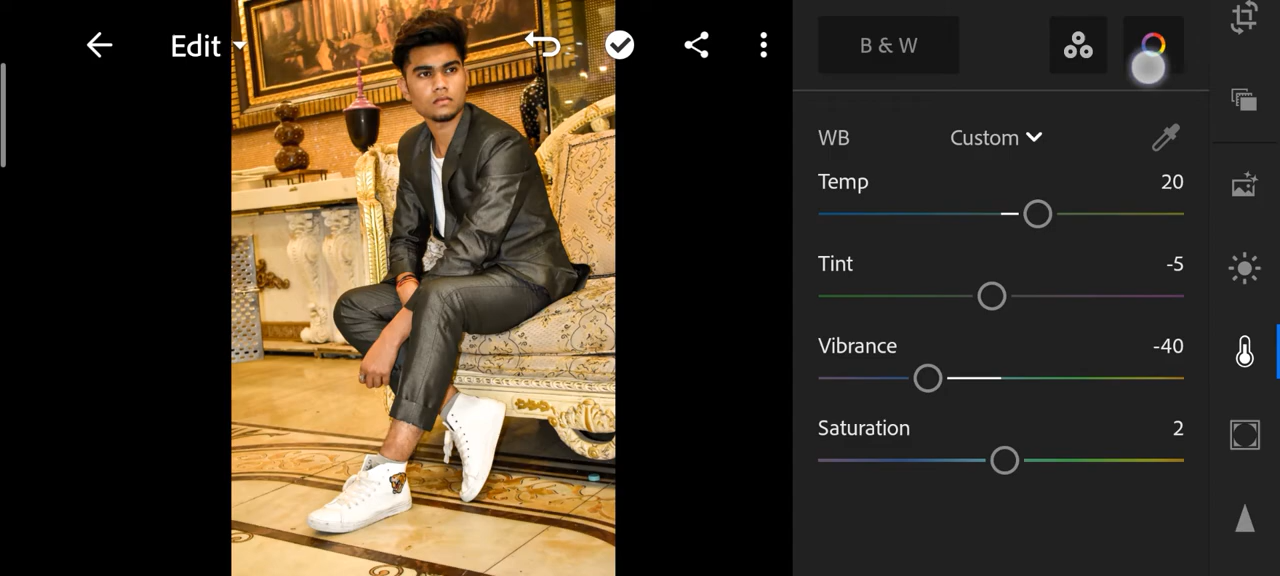 Edit
B & W
WB Custom
Temp 20
Tint -5
Vibrance -40
Saturation 2